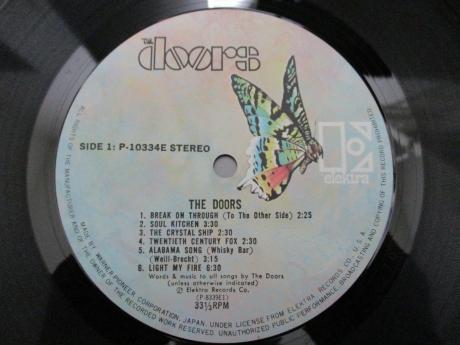 THE
doors
SIDE 1: P-10334E STEREO
elektra
THE DOORS
1. BREAK ON THROUGH (To Tha Other Side) 2:25
2. SOUL KITCHEN 3:30
3. THE CRYSTAL SHIP 2:30
4. TWENTIETH CENTURY FOX 2:30
5. ALABAMA SONG (Whisky Bar)
(Weill-Brecht) 3:15
6. LIGHT MY FIRE 6:30
Words & music to all songs by The Doors
(unless otherwise indicated)
Ⓟ Elektra Records Co.
(P-8339E1)
33⅓RPM
ALL RIGHTS OF THE MANUFACTURER AND OF THE OWNER OF THE RECORDED WORK RESERVED. UNAUTHORIZED PUBLIC PERFORMANCE, BROADCASTING AND COPYING OF THIS RECORD PROHIBITED.
MADE BY WARNER-PIONEER CORPORATION, JAPAN. UNDER LICENSE FROM ELEKTRA RECORDS CO., U.S.A.